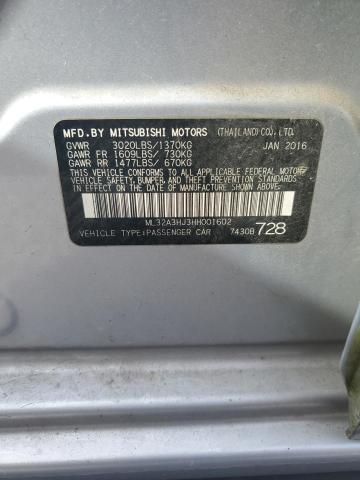 MFD.BY MITSUBISHI MOTORS (THAILAND) CO., LTD.
GVWR 3020LBS/1370KG JAN 2016
GAWR FR 1609LBS/ 730KG
GAWR RR 1477LBS/ 670KG
THIS VEHICLE CONFORMS TO ALL APPLICABLE
FEDERAL MOTOR VEHICLE SAFETY, BUMPER AND
THEFT PREVENTION STANDARDS IN EFFECT ON THE
DATE OF MANUFACTURE SHOWN ABOVE.
ML32A3HJ3HH001602
VEHICLE TYPE:PASSENGER CAR 7430B 728